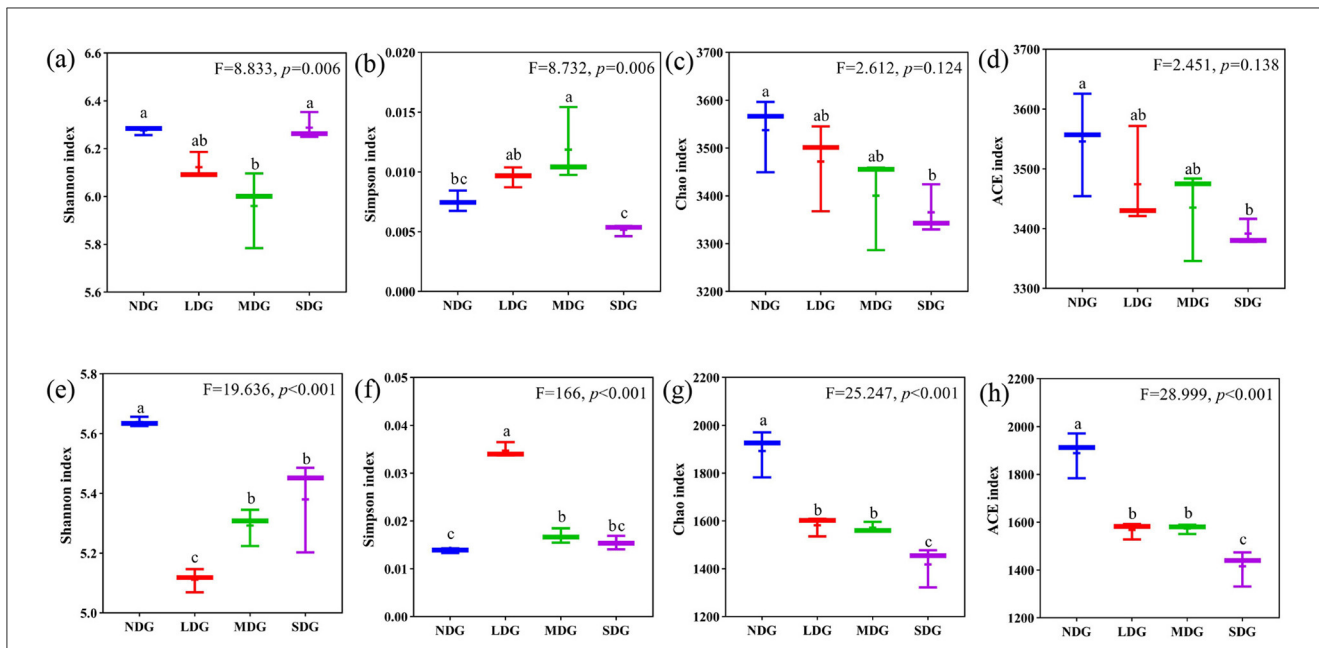 (a)
F=8.833, p=0.006
6.6
6.4
6.2
6.0
5.8
5.6
Shannon index
a
ab
b
a
NDG LDG MDG SDG
(b)
F=8.732, p=0.006
0.020
0.015
0.010
0.005
0.000
Simpson index
bc
ab
a
c
NDG LDG MDG SDG
(c)
F=2.612, p=0.124
3700
3600
3500
3400
3300
3200
Chao index
a
ab
ab
b
NDG LDG MDG SDG
(d)
F=2.451, p=0.138
3700
3600
3500
3400
3300
ACE index
a
ab
ab
b
NDG LDG MDG SDG
(e)
F=19.636, p<0.001
5.8
5.6
5.4
5.2
5.0
Shannon index
a
c
b
b
NDG LDG MDG SDG
(f)
F=166, p<0.001
0.05
0.04
0.03
0.02
0.01
0.00
Simpson index
c
a
b
bc
NDG LDG MDG SDG
(g)
F=25.247, p<0.001
2200
2000
1800
1600
1400
1200
Chao index
a
b
b
c
NDG LDG MDG SDG
(h)
F=28.999, p<0.001
2200
2000
1800
1600
1400
1200
ACE index
a
b
b
c
NDG LDG MDG SDG